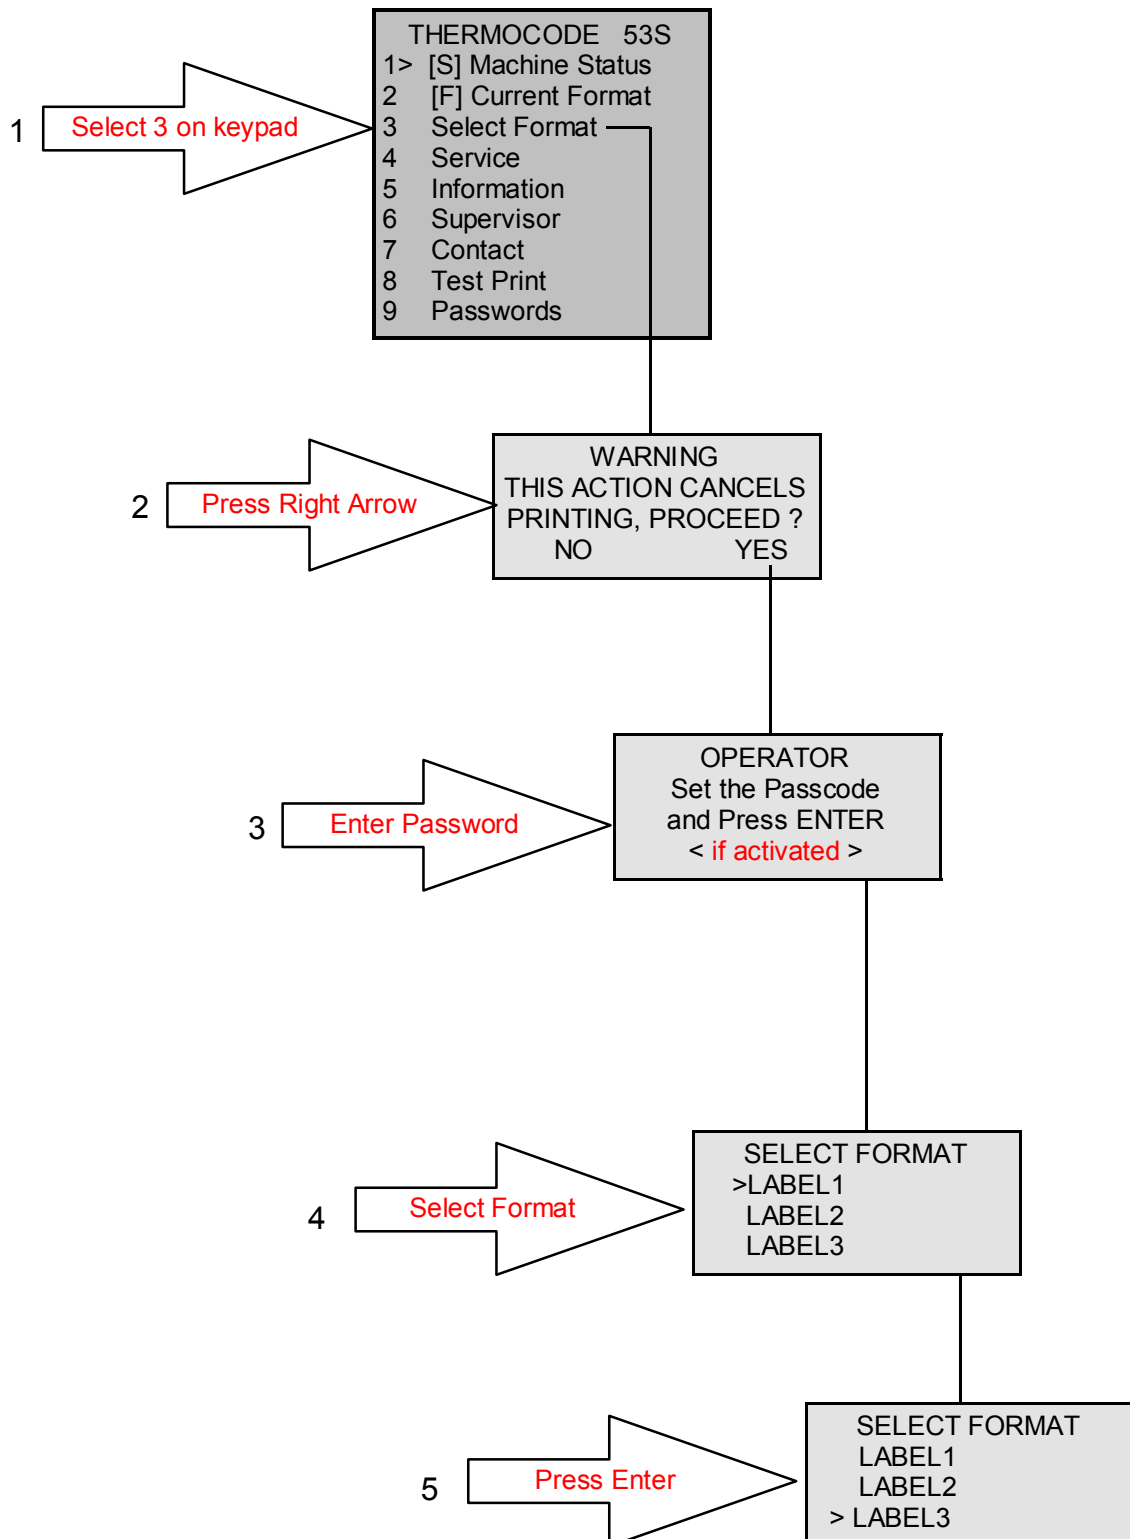 THERMOCODE 53S
1> [S] Machine Status
2 [F] Current Format
3 Select Format
4 Service
5 Information
6 Supervisor
7 Contact
8 Test Print
9 Passwords
1 Select 3 on keypad
WARNING
THIS ACTION CANCELS
PRINTING, PROCEED ?
NO YES
2 Press Right Arrow
OPERATOR
Set the Passcode
and Press ENTER
< if activated >
3 Enter Password
SELECT FORMAT
>LABEL1
LABEL2
LABEL3
4 Select Format
SELECT FORMAT
LABEL1
LABEL2
> LABEL3
5 Press Enter